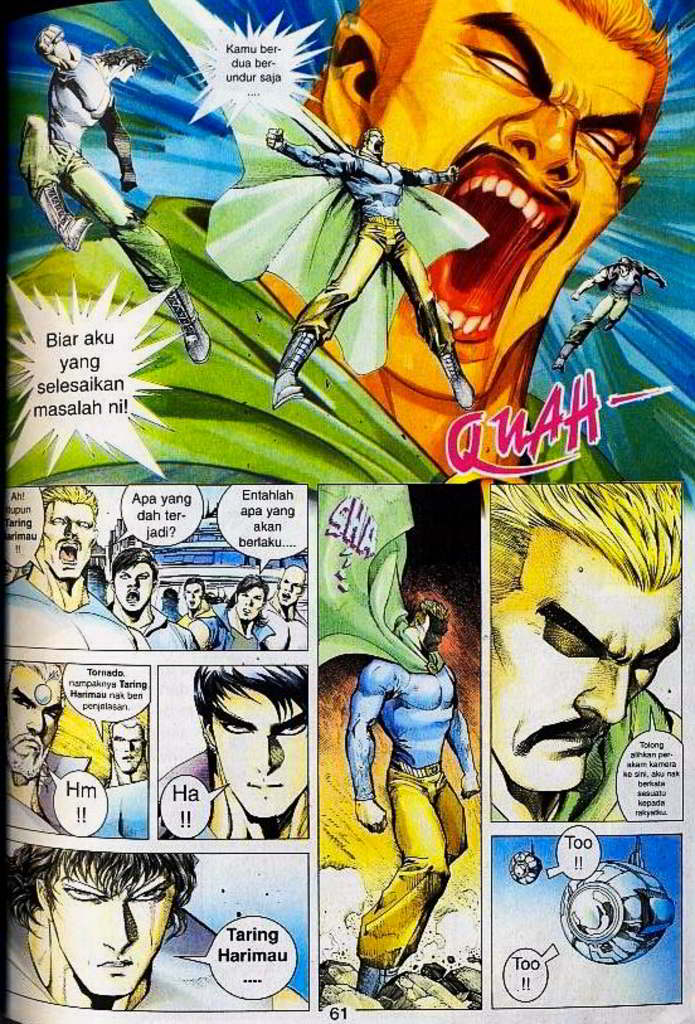 Kamu ber-
dua ber-
undur saja
....
Biar aku
yang
selesaikan
masalah ni!
QUAH
Ah!
Rupun
Taring
Harimau
!!
Apa yang
dah ter-
jadi?
Entahlah
apa yang
akan
berlaku....
Tornado,
nampaknya Taring
Harimau nak beri
penjelasan.
Hm
!!
Ha
!!
Taring
Harimau
....
Tolong
alihkan per-
akam kamera
ke sini, aku nak
berkata
sesuatu
kepada
rakyatku.
Too
!!
Too
!!
61